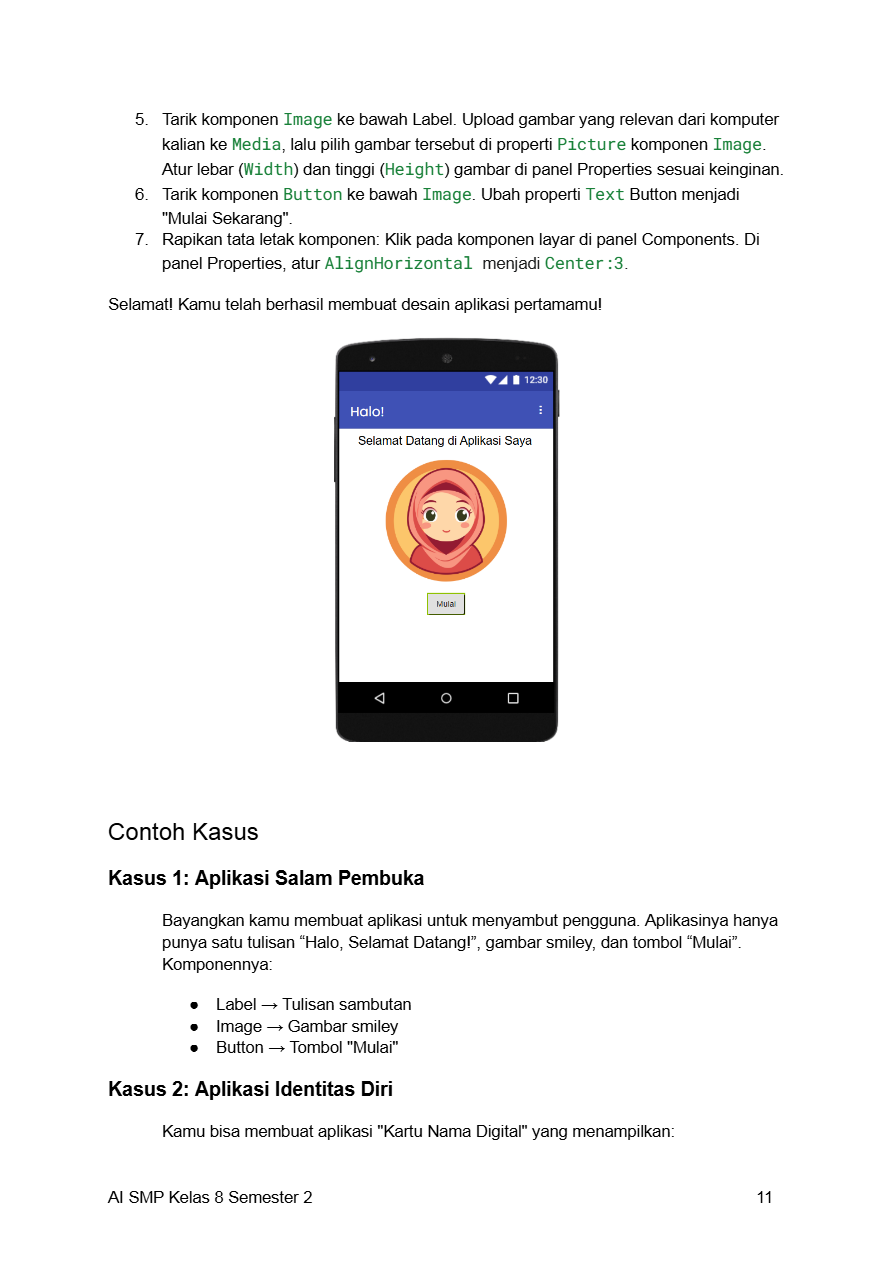 5. Tarik komponen Image ke bawah Label. Upload gambar yang relevan dari komputer
kalian ke Media, lalu pilih gambar tersebut di properti Picture komponen Image.
Atur lebar (Width) dan tinggi (Height) gambar di panel Properties sesuai keinginan.
6. Tarik komponen Button ke bawah Image. Ubah properti Text Button menjadi
"Mulai Sekarang".
7. Rapikan tata letak komponen: Klik pada komponen layar di panel Components. Di
panel Properties, atur AlignHorizontal menjadi Center:3.
Selamat! Kamu telah berhasil membuat desain aplikasi pertamamu!
12:30
Halo!
Selamat Datang di Aplikasi Saya
Mulai
Contoh Kasus
Kasus 1: Aplikasi Salam Pembuka
Bayangkan kamu membuat aplikasi untuk menyambut pengguna. Aplikasinya hanya
punya satu tulisan “Halo, Selamat Datang!”, gambar smiley, dan tombol “Mulai”.
Komponennya:
● Label → Tulisan sambutan
● Image → Gambar smiley
● Button → Tombol "Mulai"
Kasus 2: Aplikasi Identitas Diri
Kamu bisa membuat aplikasi "Kartu Nama Digital" yang menampilkan:
AI SMP Kelas 8 Semester 2 11